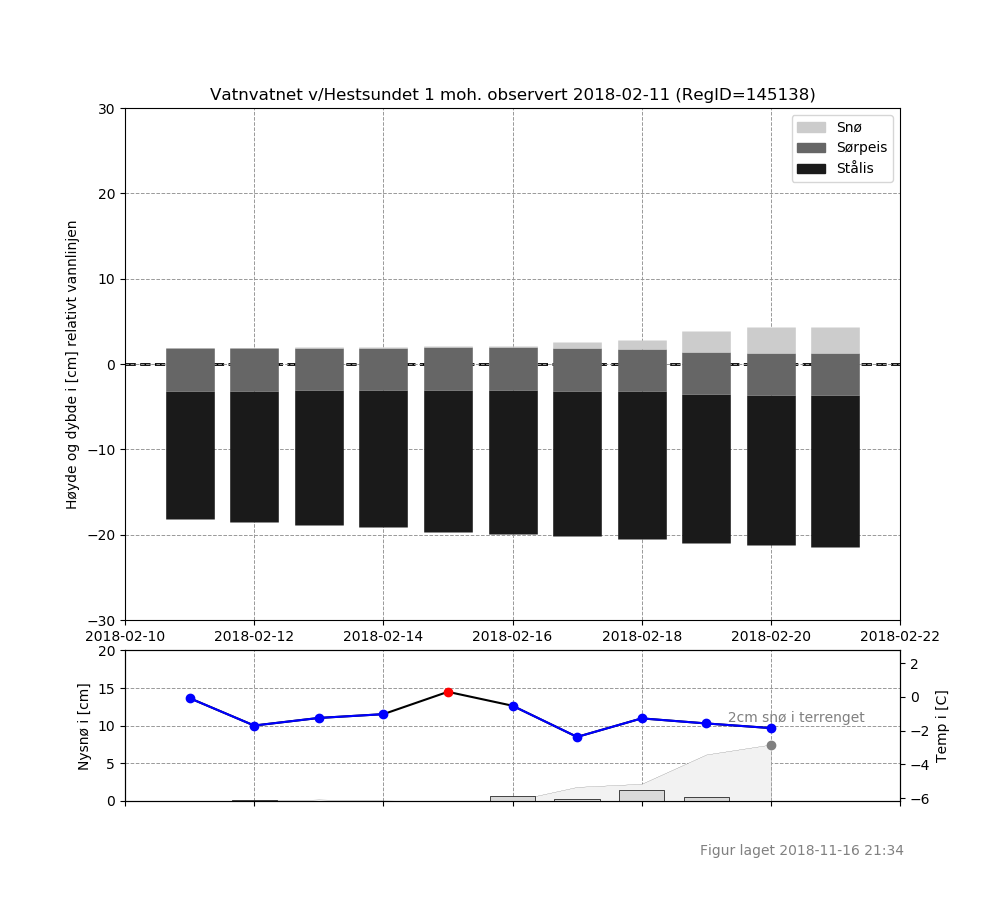 Vatnvatnet v/Hestsundet 1 moh. observert 2018-02-11 (RegID=145138)
30
20
10
0
−10
−20
−30
Høyde og dybde i [cm] relativt vannlinjen
Snø
Sørpeis
Stålis
2018-02-10 2018-02-12 2018-02-14 2018-02-16 2018-02-18 2018-02-20 2018-02-22
20
15
10
5
0
Nysnø i [cm]
2cm snø i terrenget
2
0
−2
−4
−6
Temp i [C]
Figur laget 2018-11-16 21:34